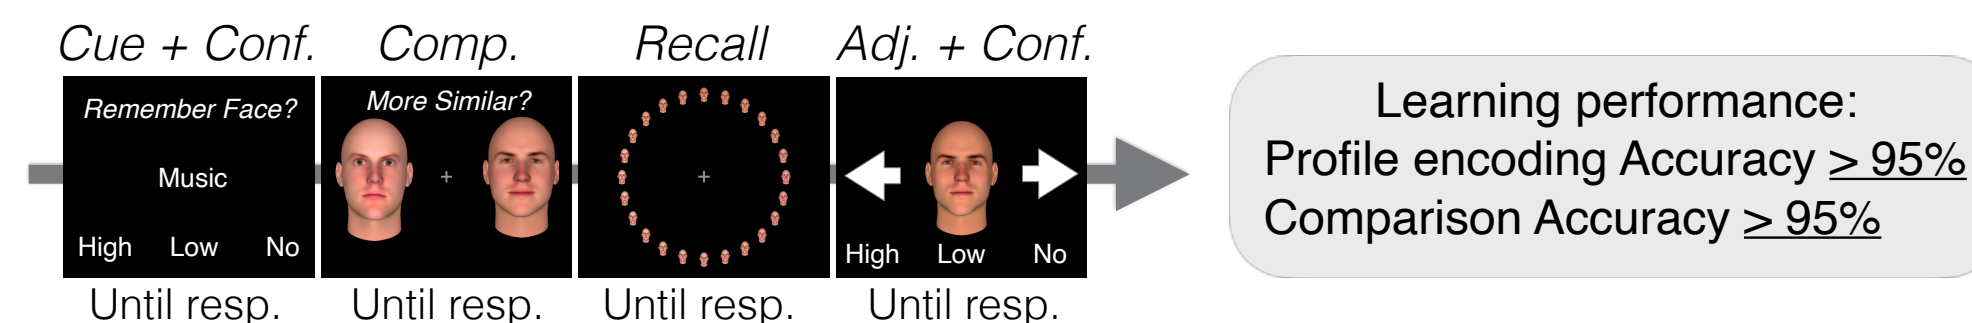 Cue + Conf.
Comp.
Recall
Adj. + Conf.
Remember Face?
Music
High Low No
More Similar?
+
+
High Low No
Until resp.
Until resp.
Until resp.
Until resp.
Learning performance:
Profile encoding Accuracy > 95%
Comparison Accuracy > 95%